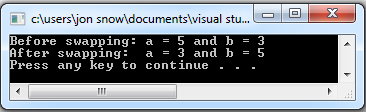 c:\users\jon snow\documents\visual stu...
Before swapping: a = 5 and b = 3
After swapping: a = 3 and b = 5
Press any key to continue . . .